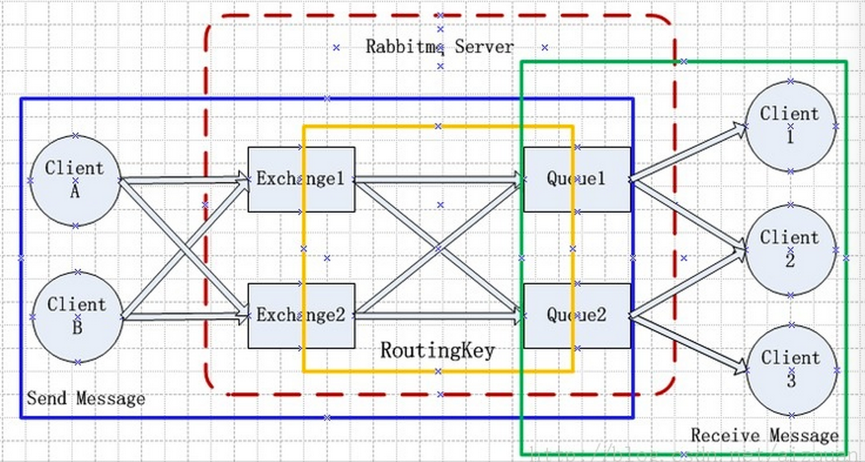 Rabbitmq Server
Client
A
Client
B
Exchange1
Exchange2
RoutingKey
Queue1
Queue2
Client
1
Client
2
Client
3
Send Message
Receive Message